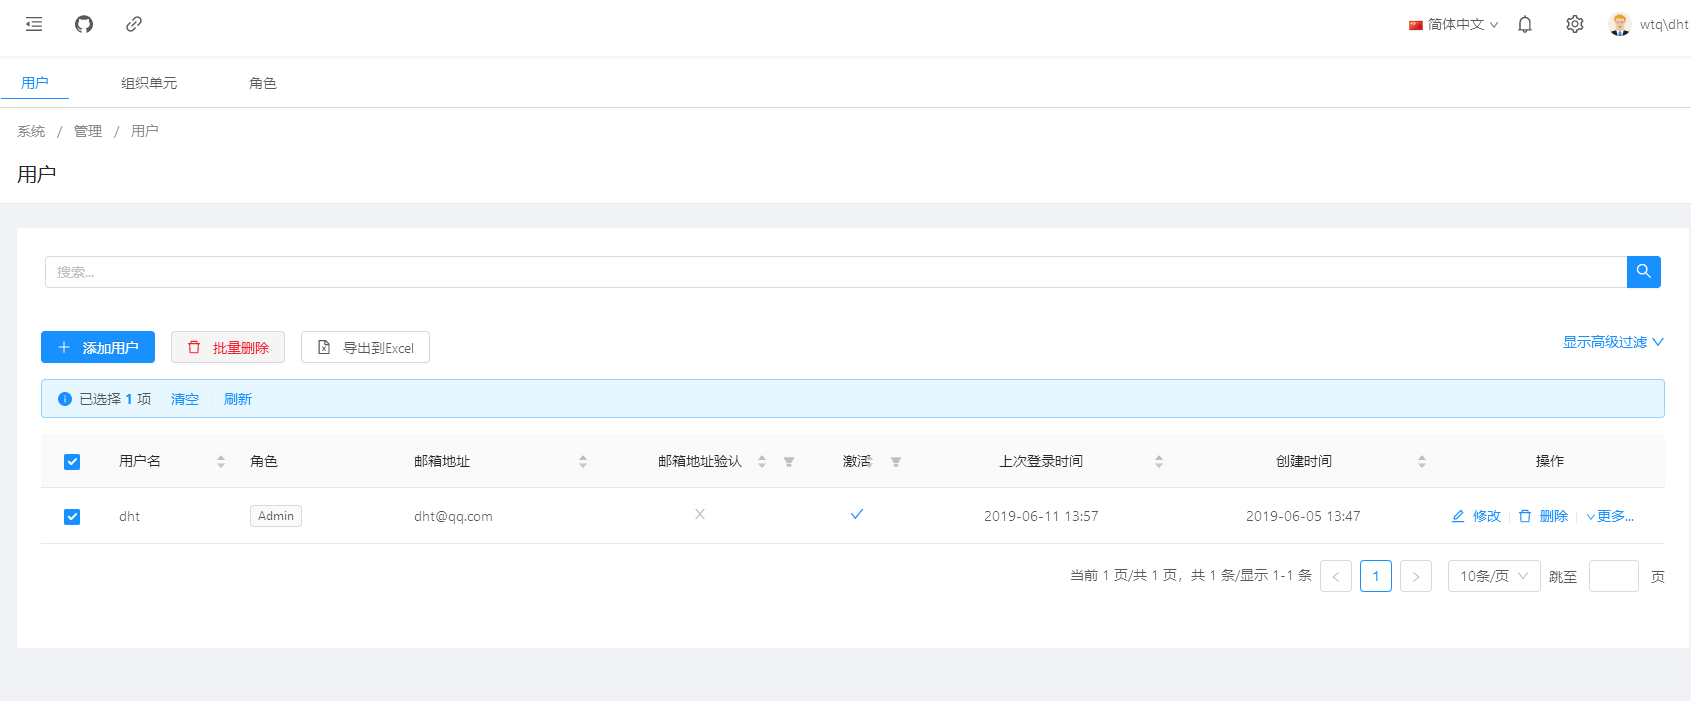 简体中文 wtq\dht
用户 组织单元 角色
系统 / 管理 / 用户
用户
搜索...
添加用户 批量删除 导出到Excel 显示高级过滤
已选择 1 项 清空 刷新
用户名 角色 邮箱地址 邮箱地址验认 激活 上次登录时间 创建时间 操作
dht Admin dht@qq.com 2019-06-11 13:57 2019-06-05 13:47 修改 删除 更多...
当前 1 页/共 1 页，共 1 条/显示 1-1 条 < 1 > 10条/页 跳至 页